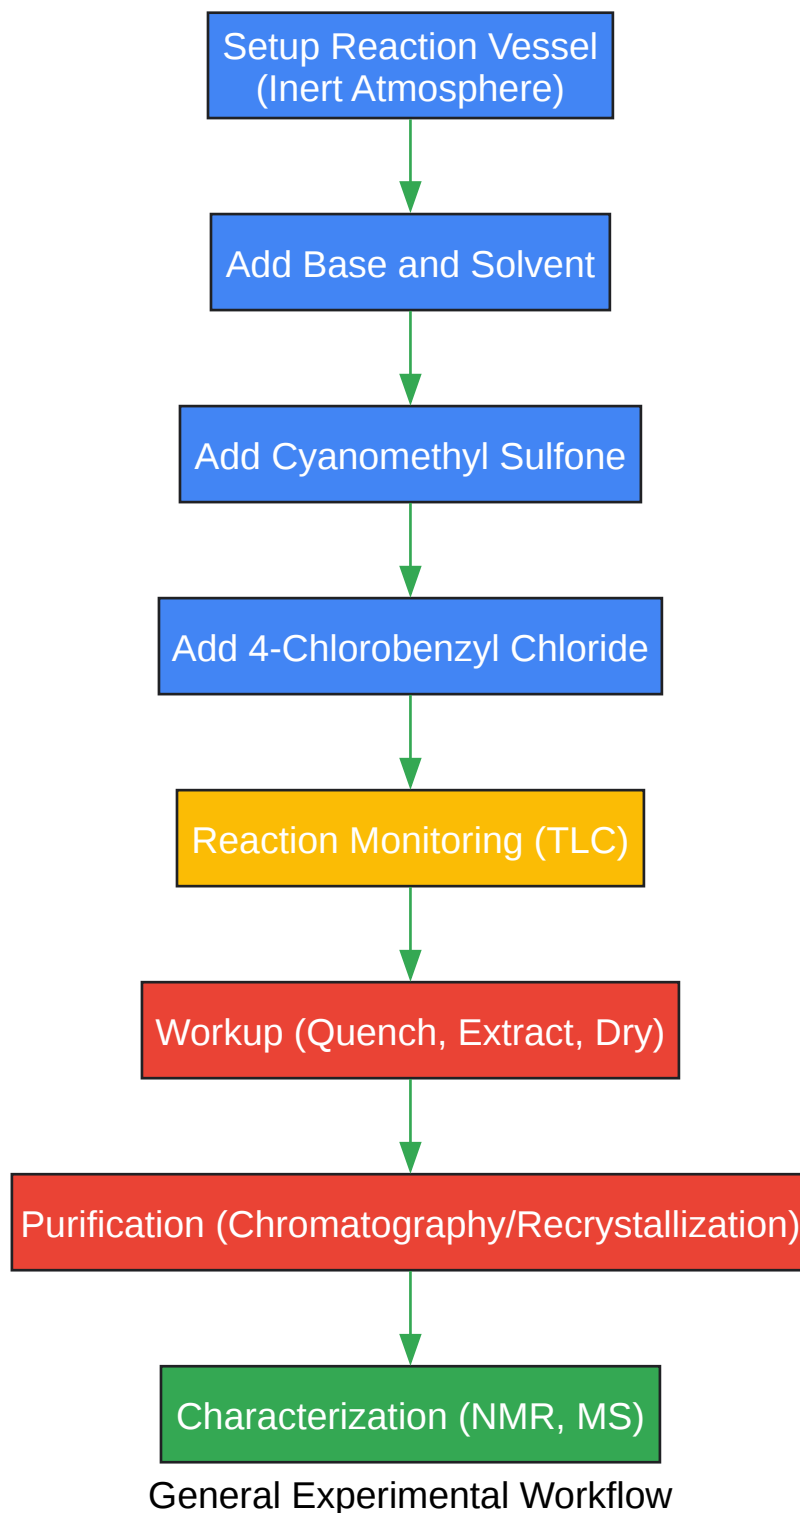 Setup Reaction Vessel
(Inert Atmosphere)
Add Base and Solvent
Add Cyanomethyl Sulfone
Add 4-Chlorobenzyl Chloride
Reaction Monitoring (TLC)
Workup (Quench, Extract, Dry)
Purification (Chromatography/Recrystallization)
Characterization (NMR, MS)
General Experimental Workflow